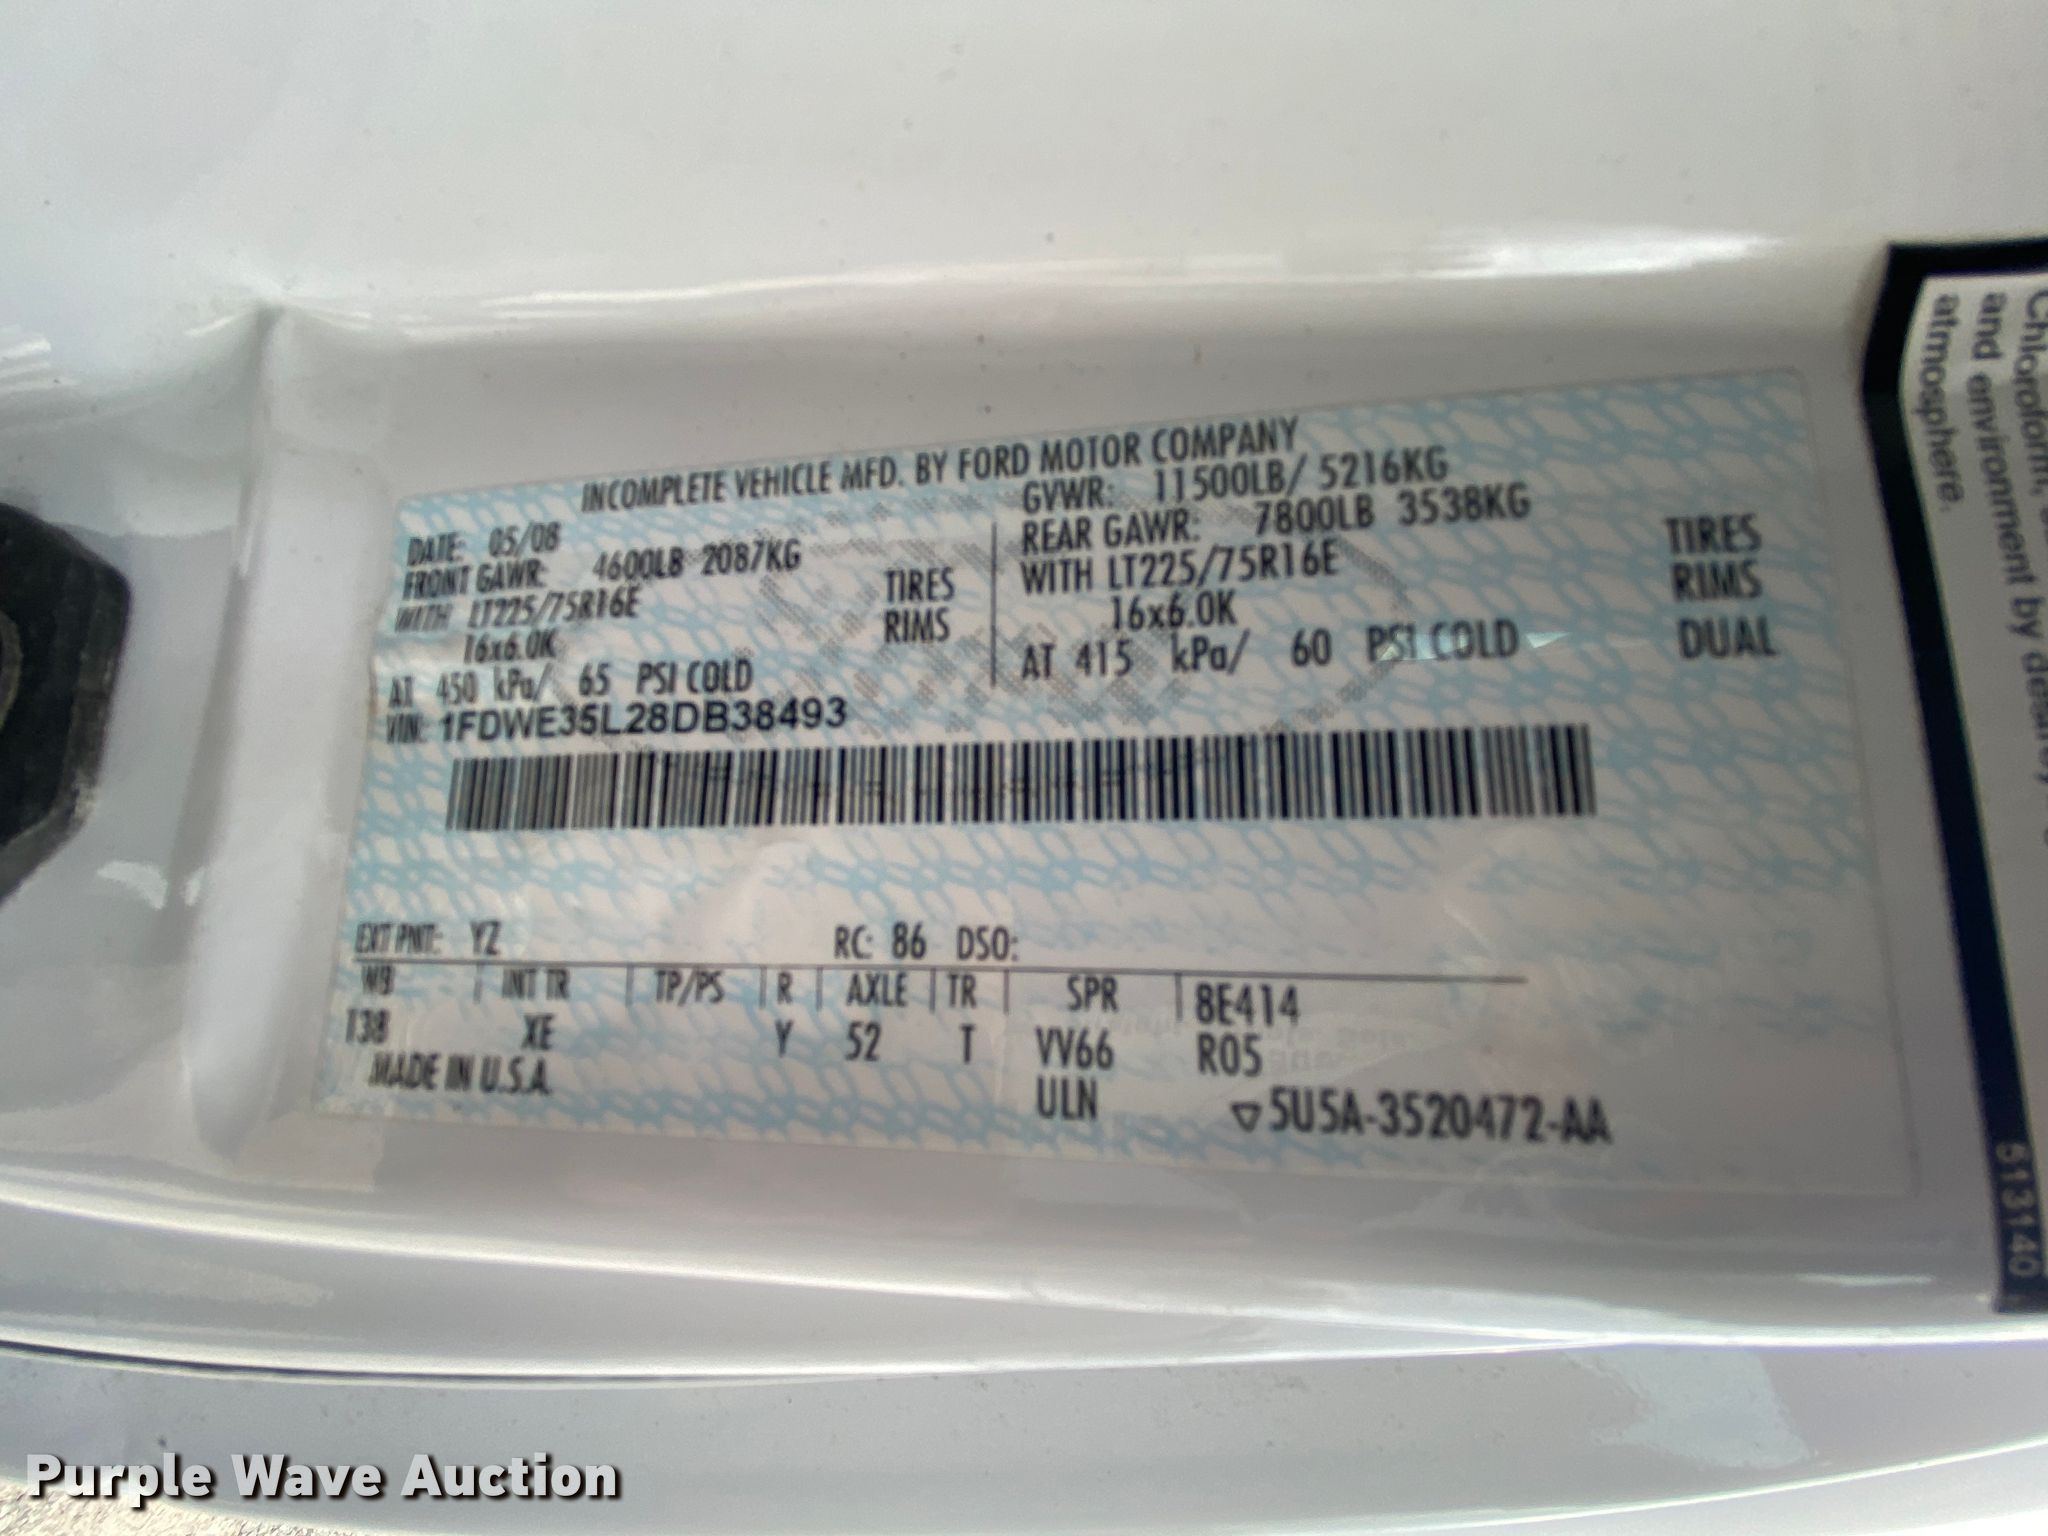 INCOMPLETE VEHICLE MFD. BY FORD MOTOR COMPANY
DATE: 05/08
GVWR: 11500LB/ 5216KG
FRONT GAWR: 4600LB 2087KG
REAR GAWR: 7800LB 3538KG
WITH LT225/75R16E TIRES
WITH LT225/75R16E TIRES
16x6.0K RIMS
16x6.0K RIMS
AT 450 kPa/ 65 PSI COLD
AT 415 kPa/ 60 PSI COLD DUAL
VIN: 1FDWE35L28DB38493
EXT PNT: YZ RC: 86 DSO:
WB INT TR TP/PS R AXLE TR SPR 8E414
138 XE Y 52 T VV66 R05
MADE IN U.S.A. ULN ▽5U5A-3520472-AA
and environment by
atmosphere.
513140
Purple Wave Auction